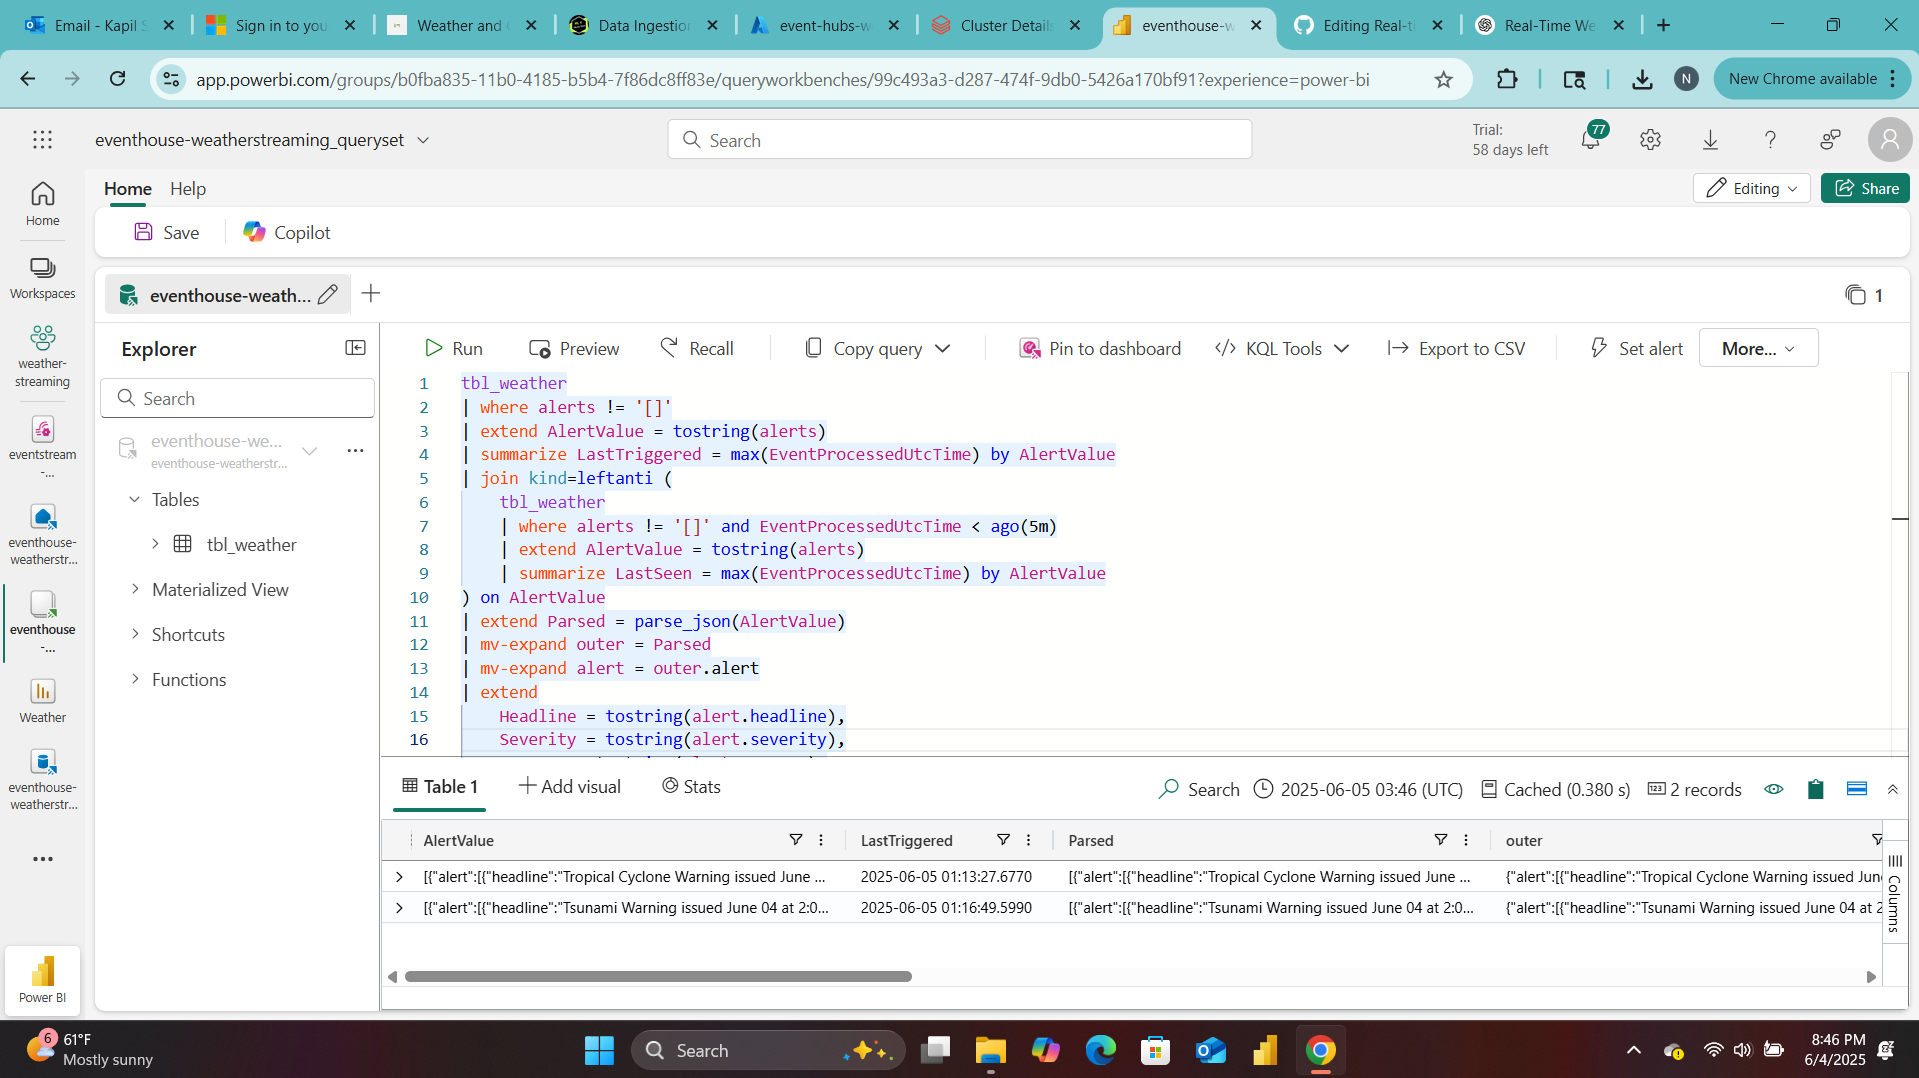 Email - Kapil S
Sign in to you
Weather and
Data Ingestion
event-hubs-w
Cluster Details
eventhouse-w
Editing Real-ti
Real-Time We
app.powerbi.com/groups/b0fba835-11b0-4185-b5b4-7f86dc8ff83e/queryworkbenches/99c493a3-d287-474f-9db0-5426a170bf91?experience=power-bi
N
New Chrome available
eventhouse-weatherstreaming_queryset
Search
Trial:
58 days left
77
Home Help
Editing
Share
Save
Copilot
Home
Workspaces
weather-
streaming
eventstream
-...
eventhouse-
weatherstr...
eventhouse
-...
Weather
eventhouse-
weatherstr...
Power BI
eventhouse-weath...
1
Explorer
Search
eventhouse-we...
eventhouse-weatherstr...
Tables
tbl_weather
Materialized View
Shortcuts
Functions
Run
Preview
Recall
Copy query
Pin to dashboard
KQL Tools
Export to CSV
Set alert
More...
1 tbl_weather
2 | where alerts != '[]'
3 | extend AlertValue = tostring(alerts)
4 | summarize LastTriggered = max(EventProcessedUtcTime) by AlertValue
5 | join kind=leftanti (
6 tbl_weather
7 | where alerts != '[]' and EventProcessedUtcTime < ago(5m)
8 | extend AlertValue = tostring(alerts)
9 | summarize LastSeen = max(EventProcessedUtcTime) by AlertValue
10 ) on AlertValue
11 | extend Parsed = parse_json(AlertValue)
12 | mv-expand outer = Parsed
13 | mv-expand alert = outer.alert
14 | extend
15 Headline = tostring(alert.headline),
16 Severity = tostring(alert.severity),
Table 1
Add visual
Stats
Search
2025-06-05 03:46 (UTC)
Cached (0.380 s)
2 records
AlertValue LastTriggered Parsed outer
[{"alert":[{"headline":"Tropical Cyclone Warning issued June ... 2025-06-05 01:13:27.6770 [{"alert":[{"headline":"Tropical Cyclone Warning issued June ... {"alert":[{"headline":"Tropical Cyclone Warning issued Jun
[{"alert":[{"headline":"Tsunami Warning issued June 04 at 2:0... 2025-06-05 01:16:49.5990 [{"alert":[{"headline":"Tsunami Warning issued June 04 at 2:0... {"alert":[{"headline":"Tsunami Warning issued June 04 at 2
Columns
6
61°F
Mostly sunny
Search
8:46 PM
6/4/2025